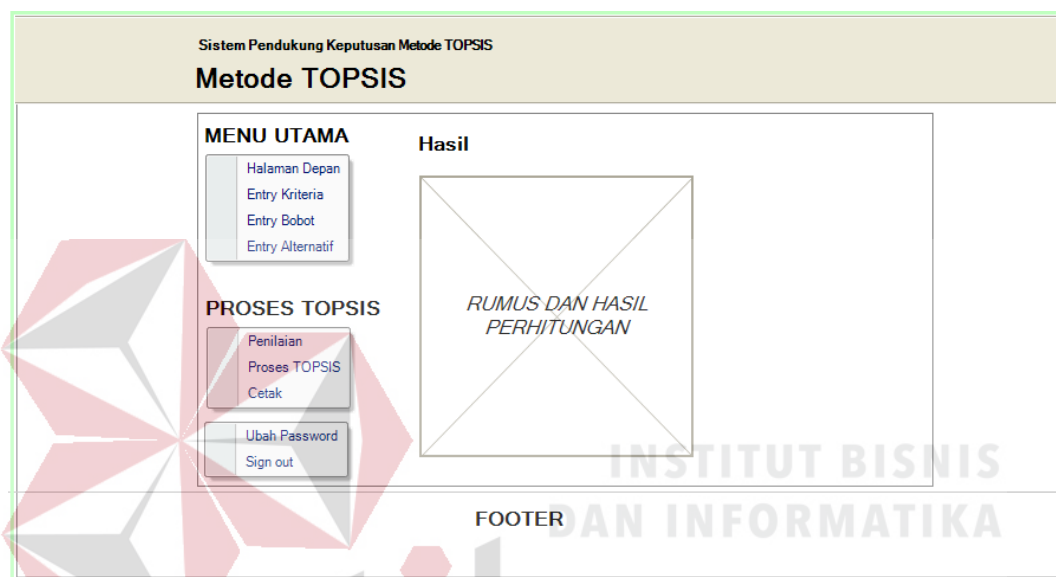 Sistem Pendukung Keputusan Metode TOPSIS
Metode TOPSIS
MENU UTAMA
Halaman Depan
Entry Kriteria
Entry Bobot
Entry Alternatif
PROSES TOPSIS
Penilaian
Proses TOPSIS
Cetak
Ubah Password
Sign out
Hasil
RUMUS DAN HASIL
PERHITUNGAN
INSTITUT BISNIS
DAN INFORMATIKA
FOOTER